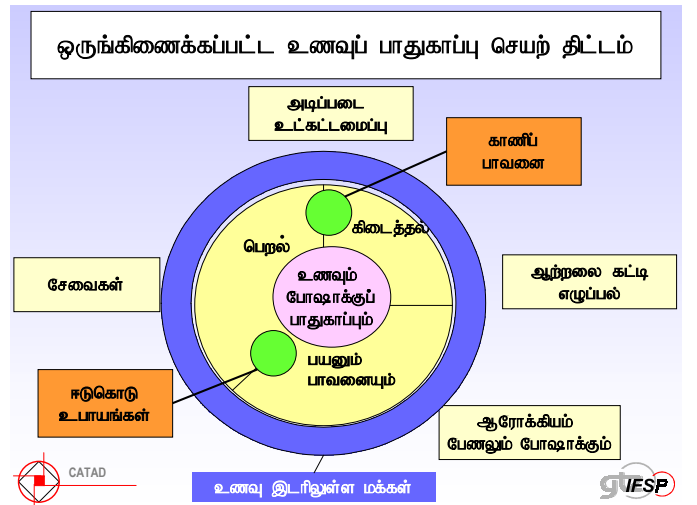 ஒருங்கிணைக்கப்பட்ட உணவுப் பாதுகாப்பு செயற் திட்டம்
அடிப்படை
உட்கட்டமைப்பு
காணிப்
பாவனை
கிடைத்தல்
பெறல்
சேவைகள்
உணவும்
போஷாக்குப்
பாதுகாப்பும்
ஆற்றலை கட்டி
எழுப்பல்
பயனும்
பாவனையும்
ஈடுகொடு
உபாயங்கள்
ஆரோக்கியம்
பேணலும் போஷாக்கும்
உணவு இடரிலுள்ள மக்கள்
CATAD
gtz
IFSP